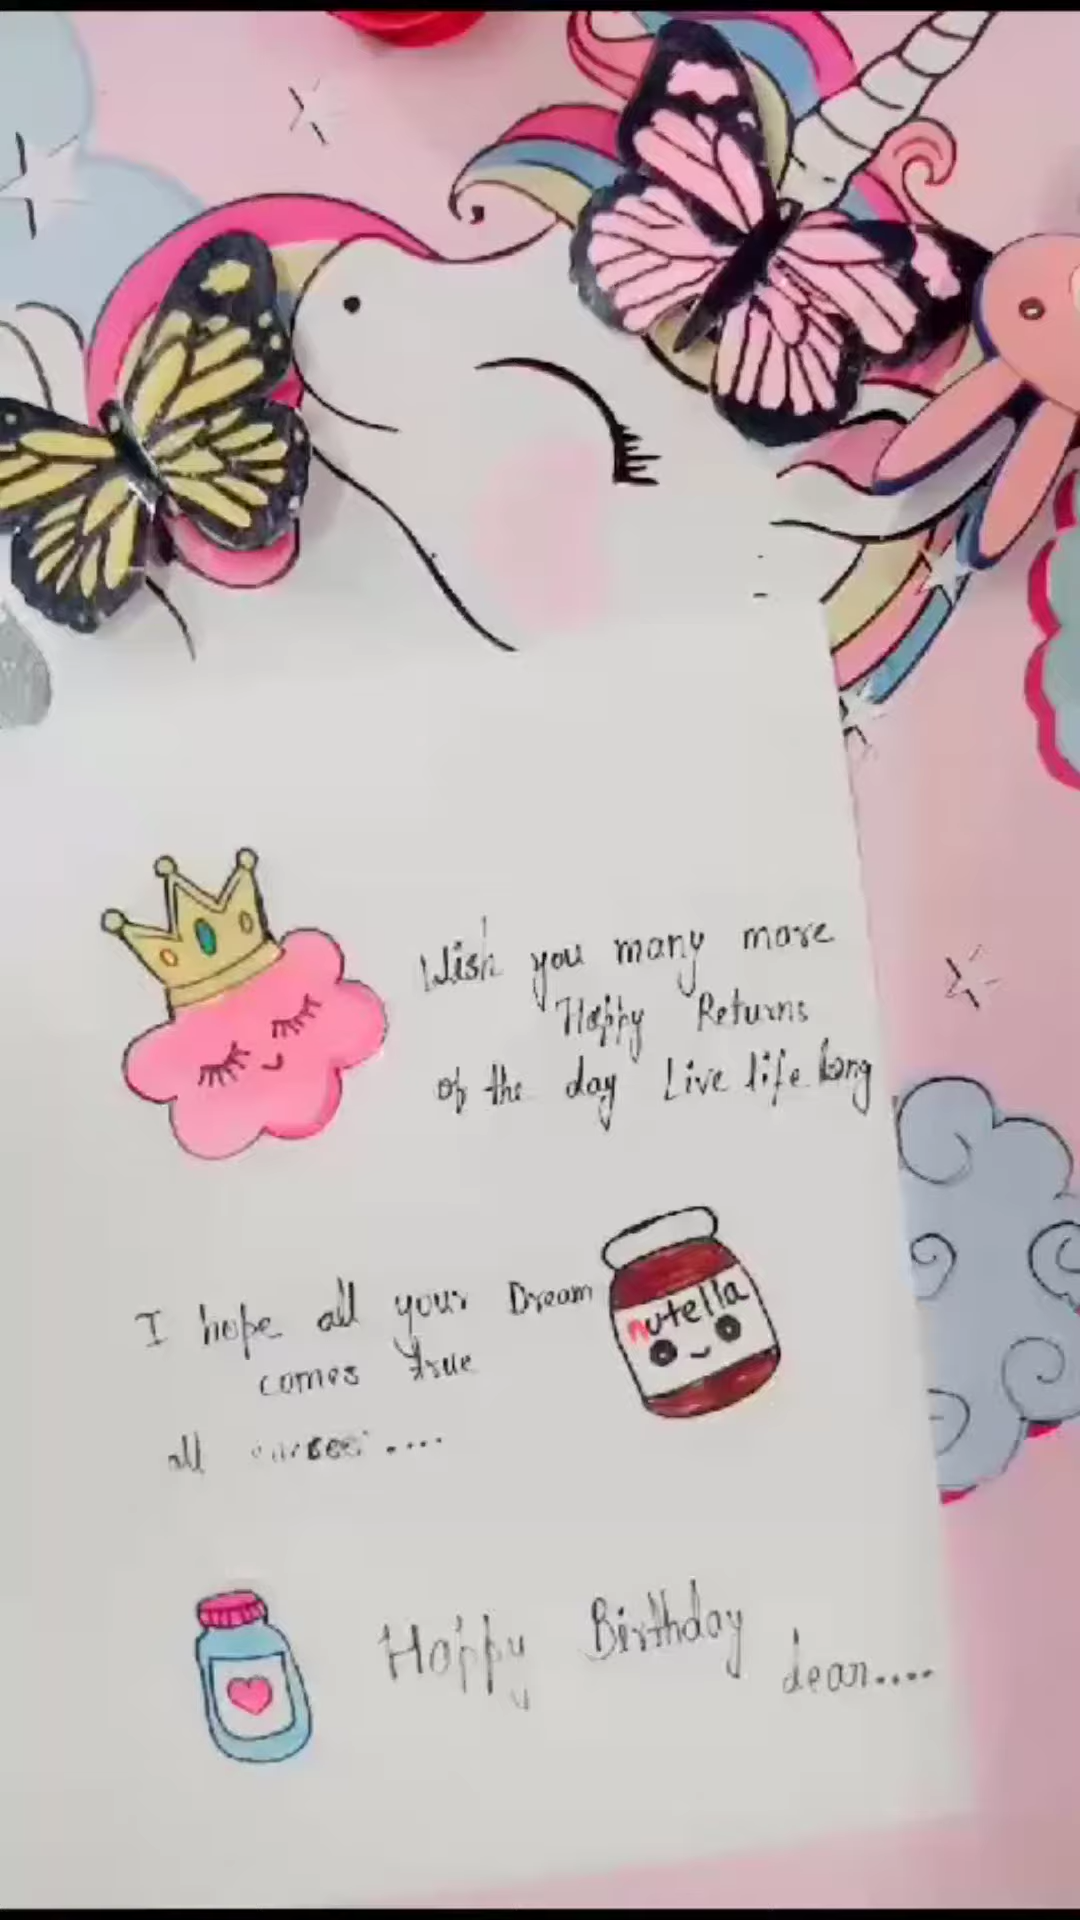 Wish you many more
Happy Returns
of the day Live life long
I hope all your Dream
comes true
nutella
all
Happy Birthday
dear....